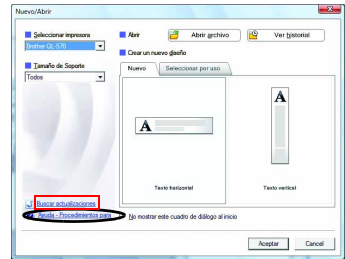 Nuevo/Abrir
Seleccionar impresora
Brother QL-570
Tamaño de Soporte
Todos
Buscar actualizaciones
Ayuda - Procedimientos para
Abrir
Abrir archivo
Ver historial
Crear un nuevo diseño
Nuevo
Seleccionar por uso
A
A
Texto horizontal
Texto vertical
No mostrar este cuadro de diálogo al inicio
Aceptar
Cancel